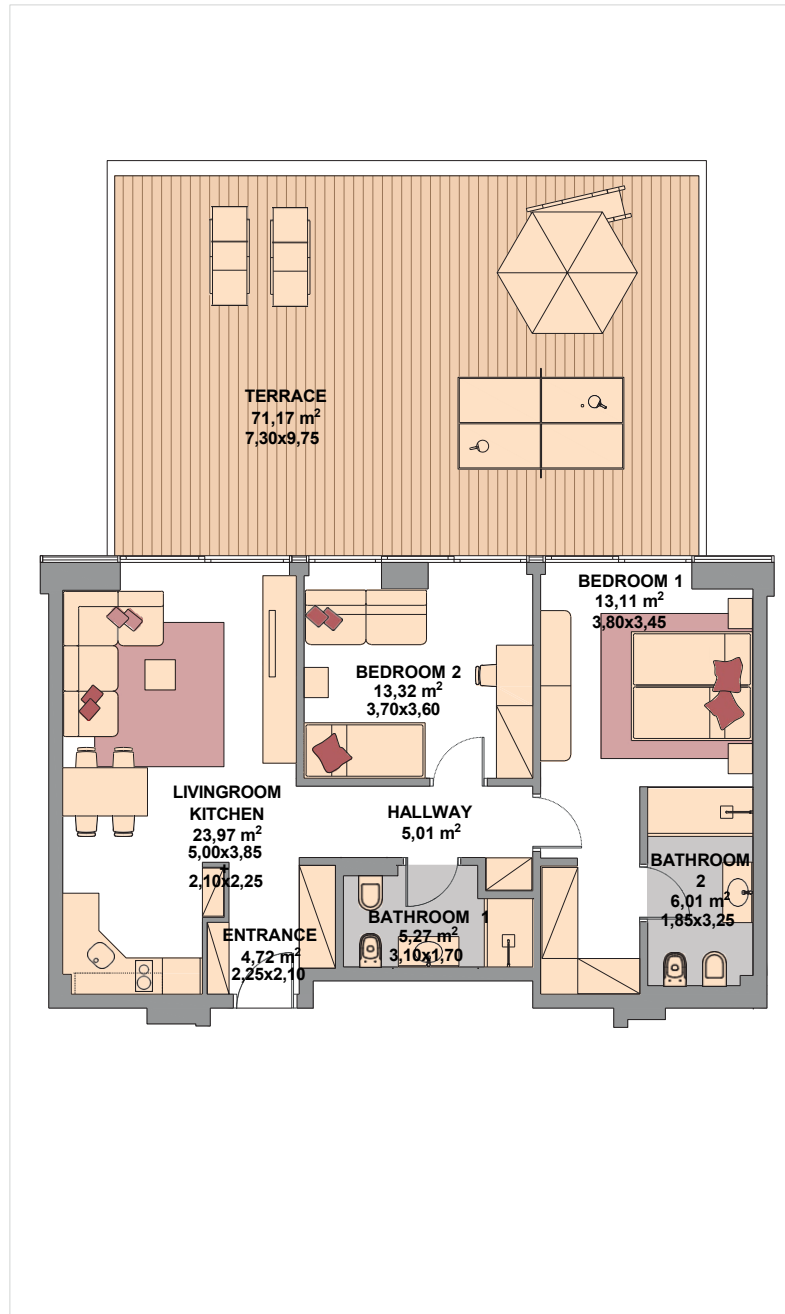 TERRACE
71,17 m²
7,30x9,75
BEDROOM 1
13,11 m²
3,80x3,45
BEDROOM 2
13,32 m²
3,70x3,60
LIVINGROOM
KITCHEN
23,97 m²
5,00x3,85
+
2,10x2,25
HALLWAY
5,01 m²
BATHROOM
2
6,01 m²
1,85x3,25
BATHROOM 1
5,27 m²
3,10x1,70
ENTRANCE
4,72 m²
2,25x2,10